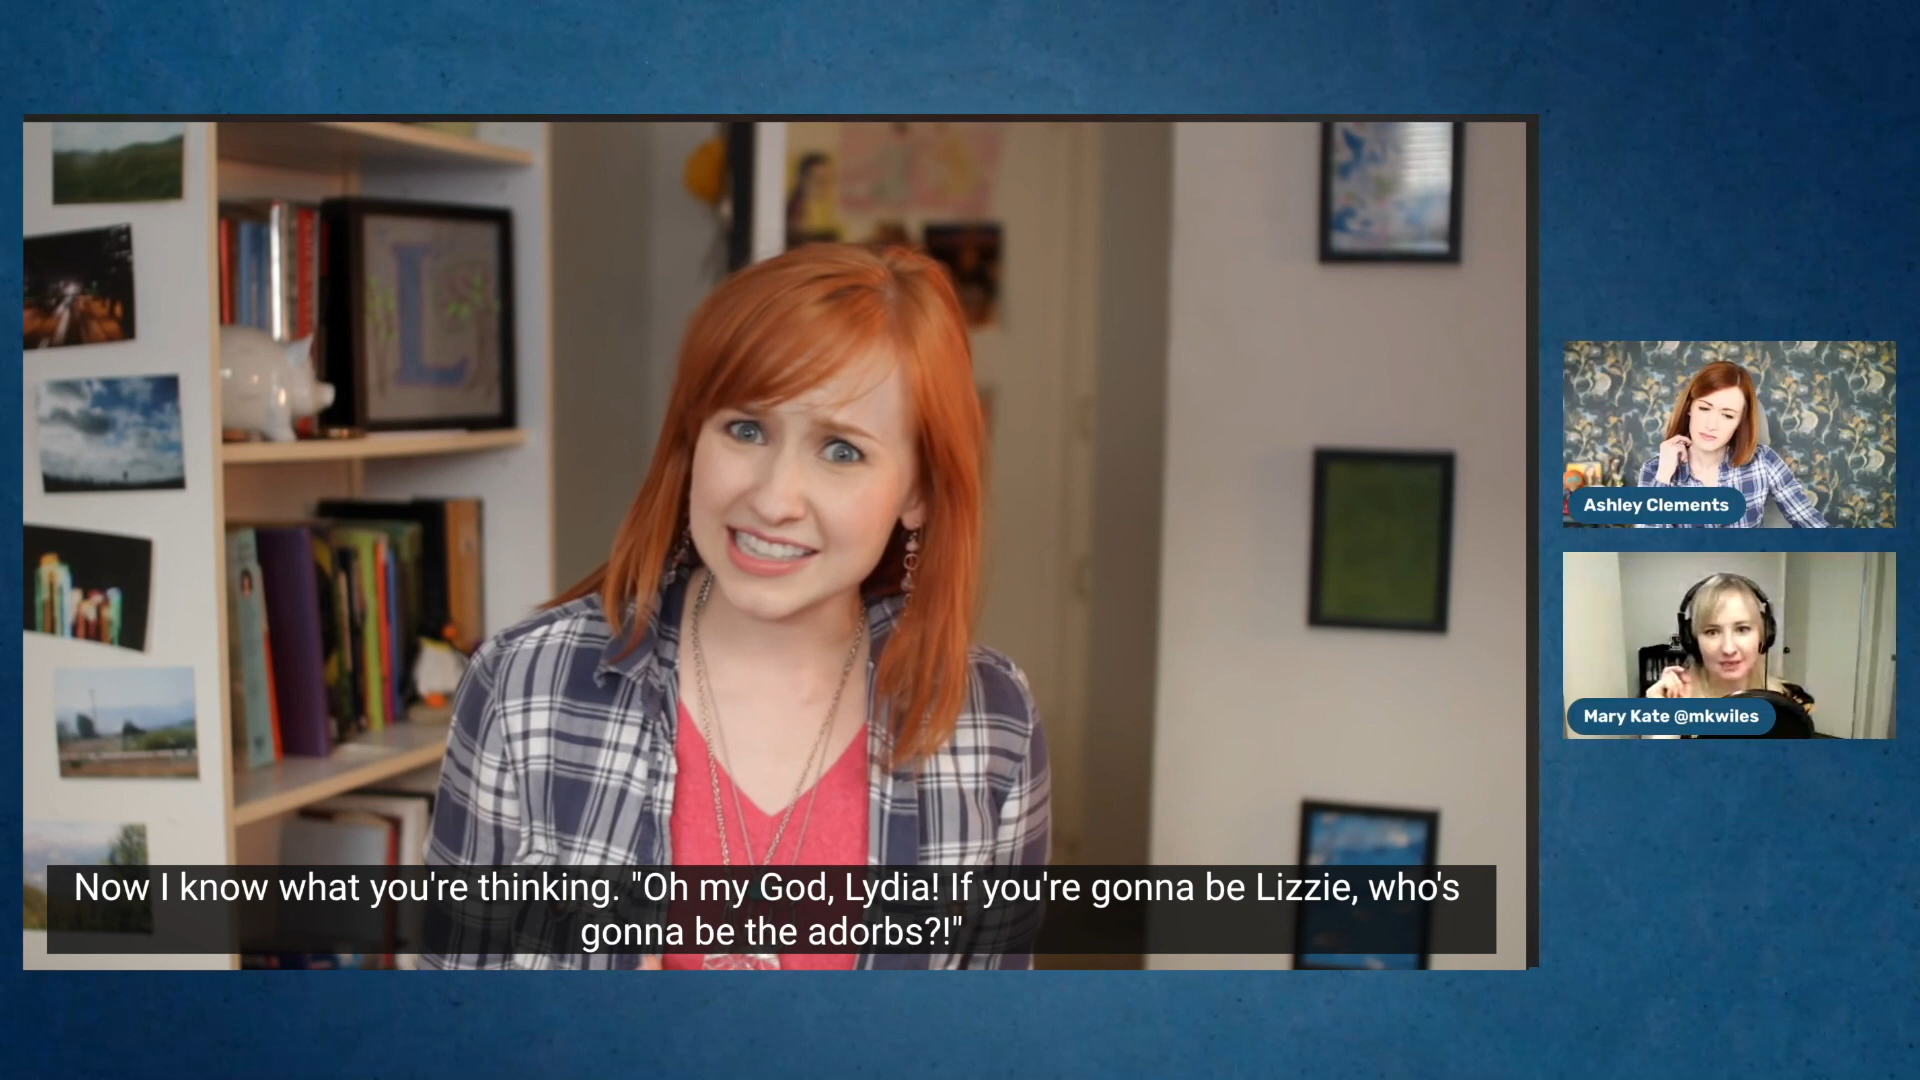 L
Now I know what you're thinking. "Oh my God, Lydia! If you're gonna be Lizzie, who's
gonna be the adorbs?!"
Ashley Clements
Mary Kate @mkwiles